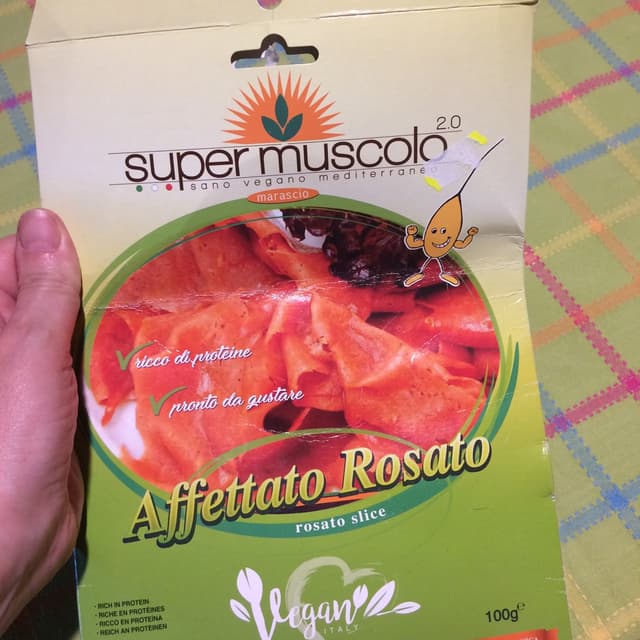 super muscolo 2.0
sano vegano mediterraneo
marascio
ricco di proteine
pronto da gustare
Affettato Rosato
rosato slice
• RICH IN PROTEIN
• RICHE EN PROTÉINES
• RICCO EN PROTEINA
• REICH AN PROTEINEN
Vegan
ITALY
100g e